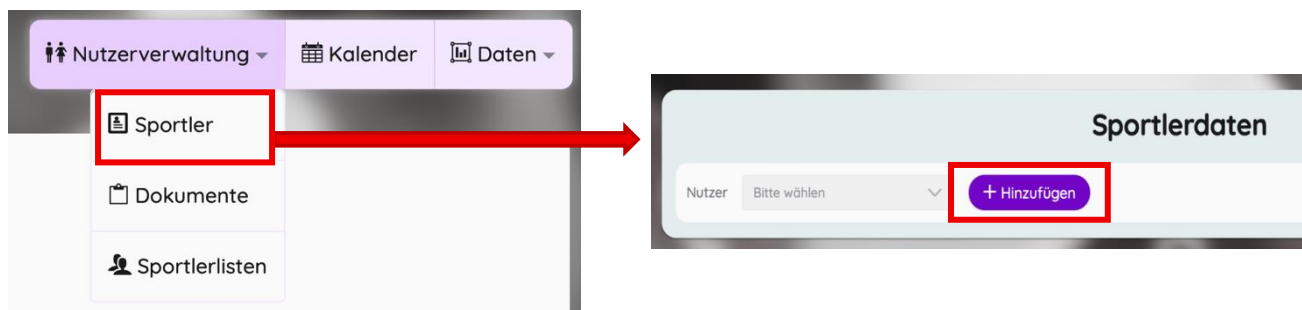 Nutzerverwaltung
Kalender
Daten
Sportler
Dokumente
Sportlerlisten
Sportlerdaten
Nutzer
Bitte wählen
+ Hinzufügen